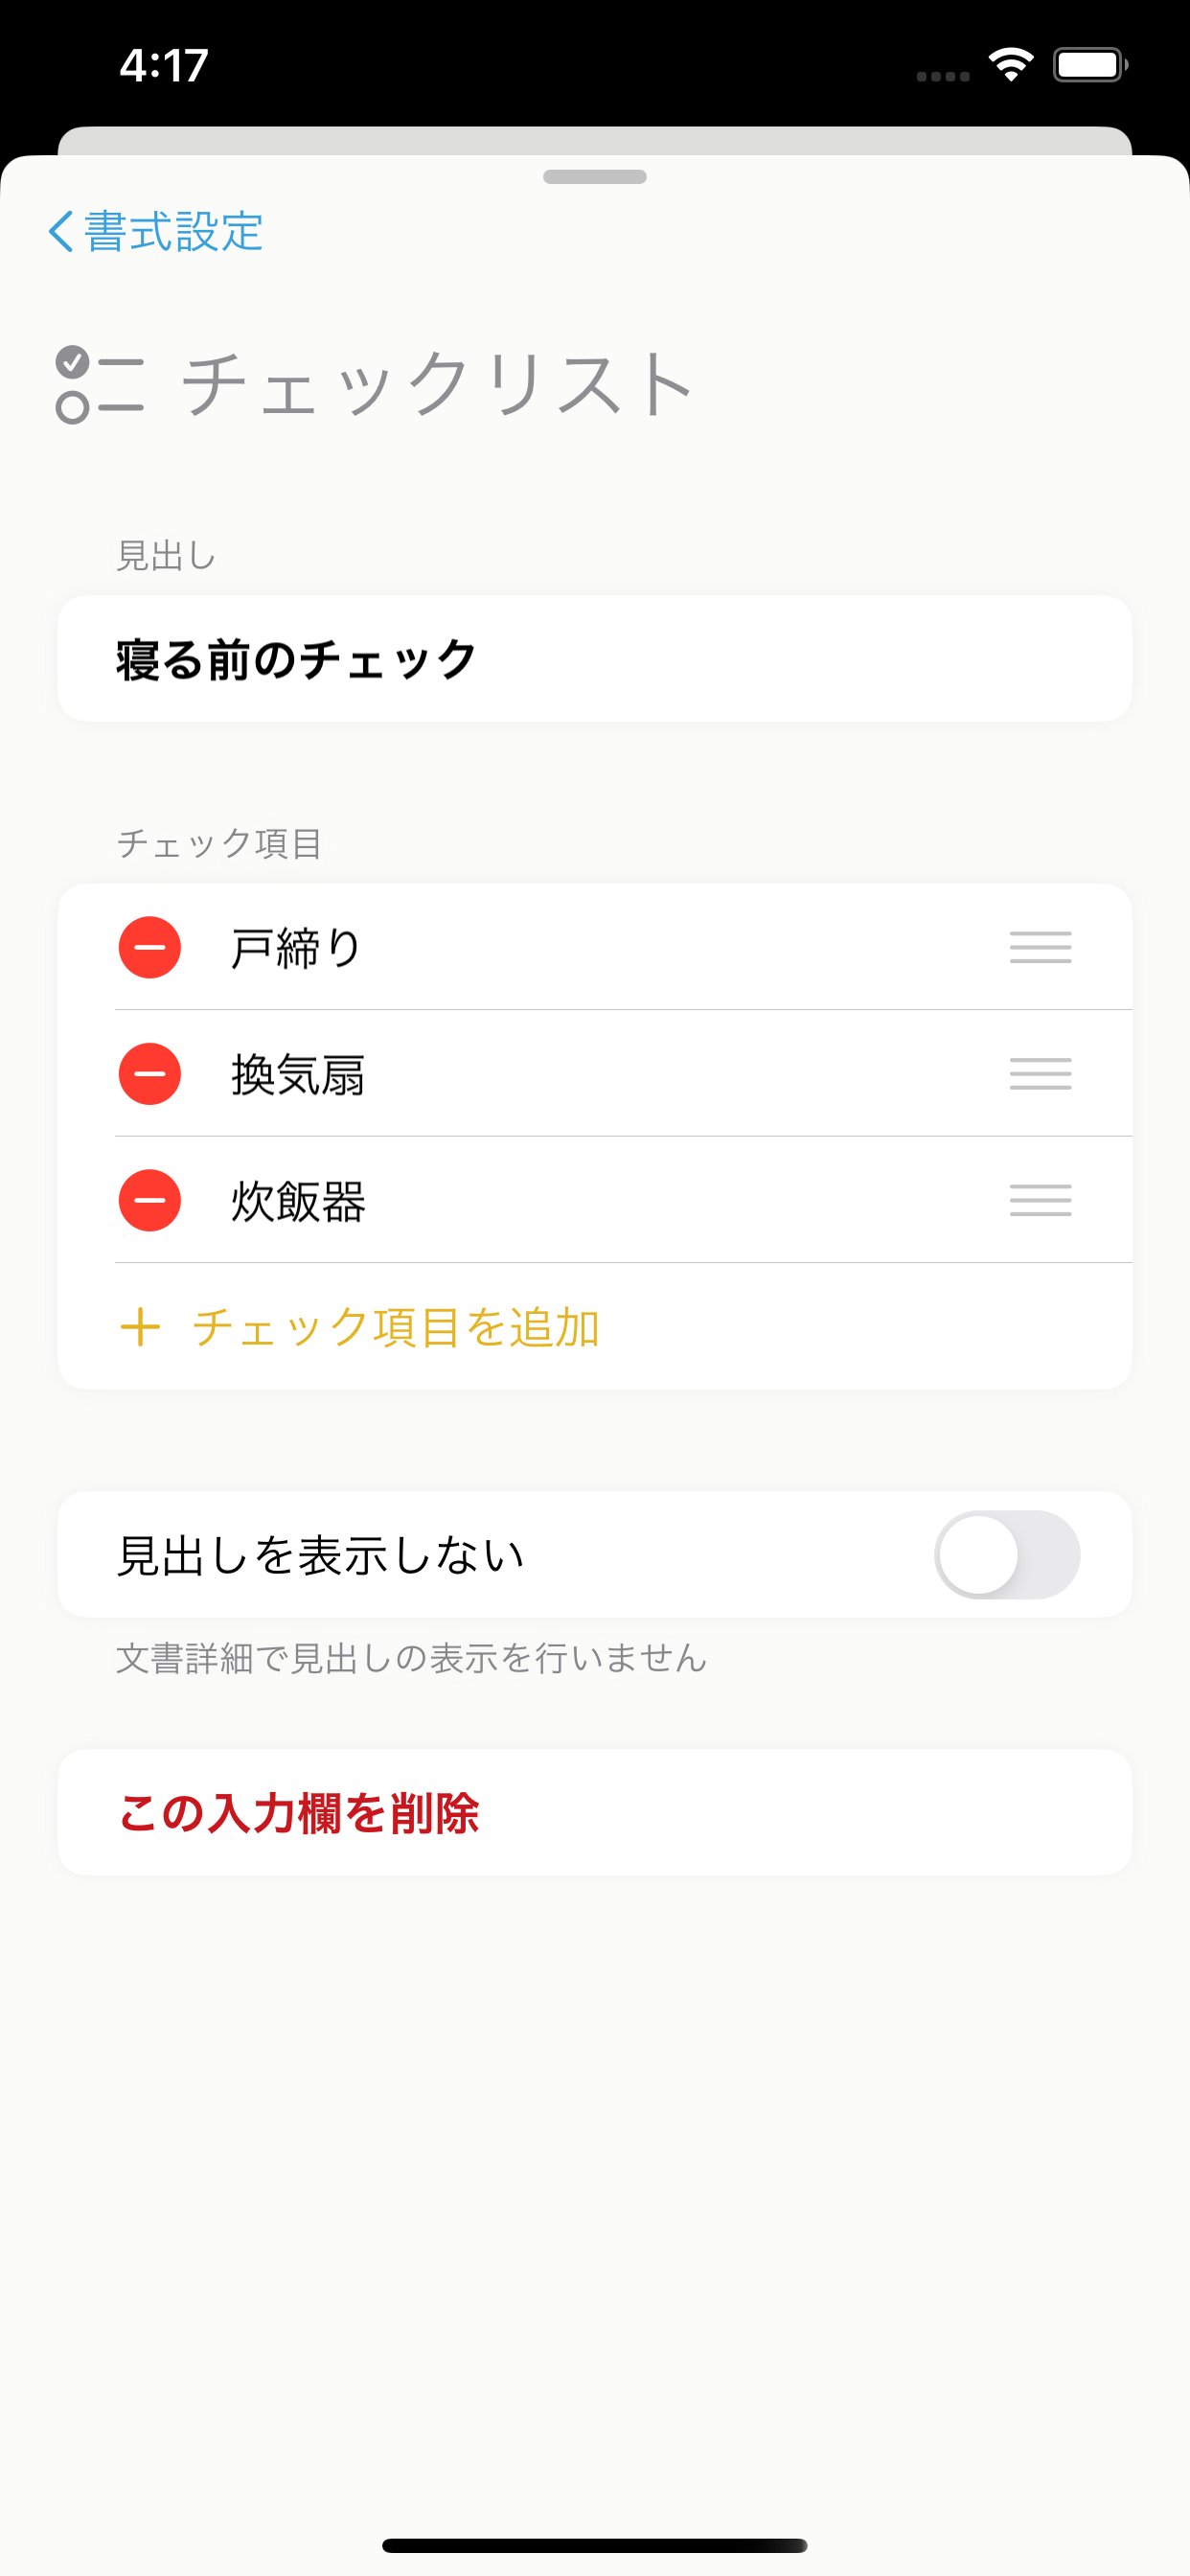 4:17
書式設定
チェックリスト
見出し
寝る前のチェック
チェック項目
戸締り
換気扇
炊飯器
チェック項目を追加
見出しを表示しない
文書詳細で見出しの表示を行いません
この入力欄を削除